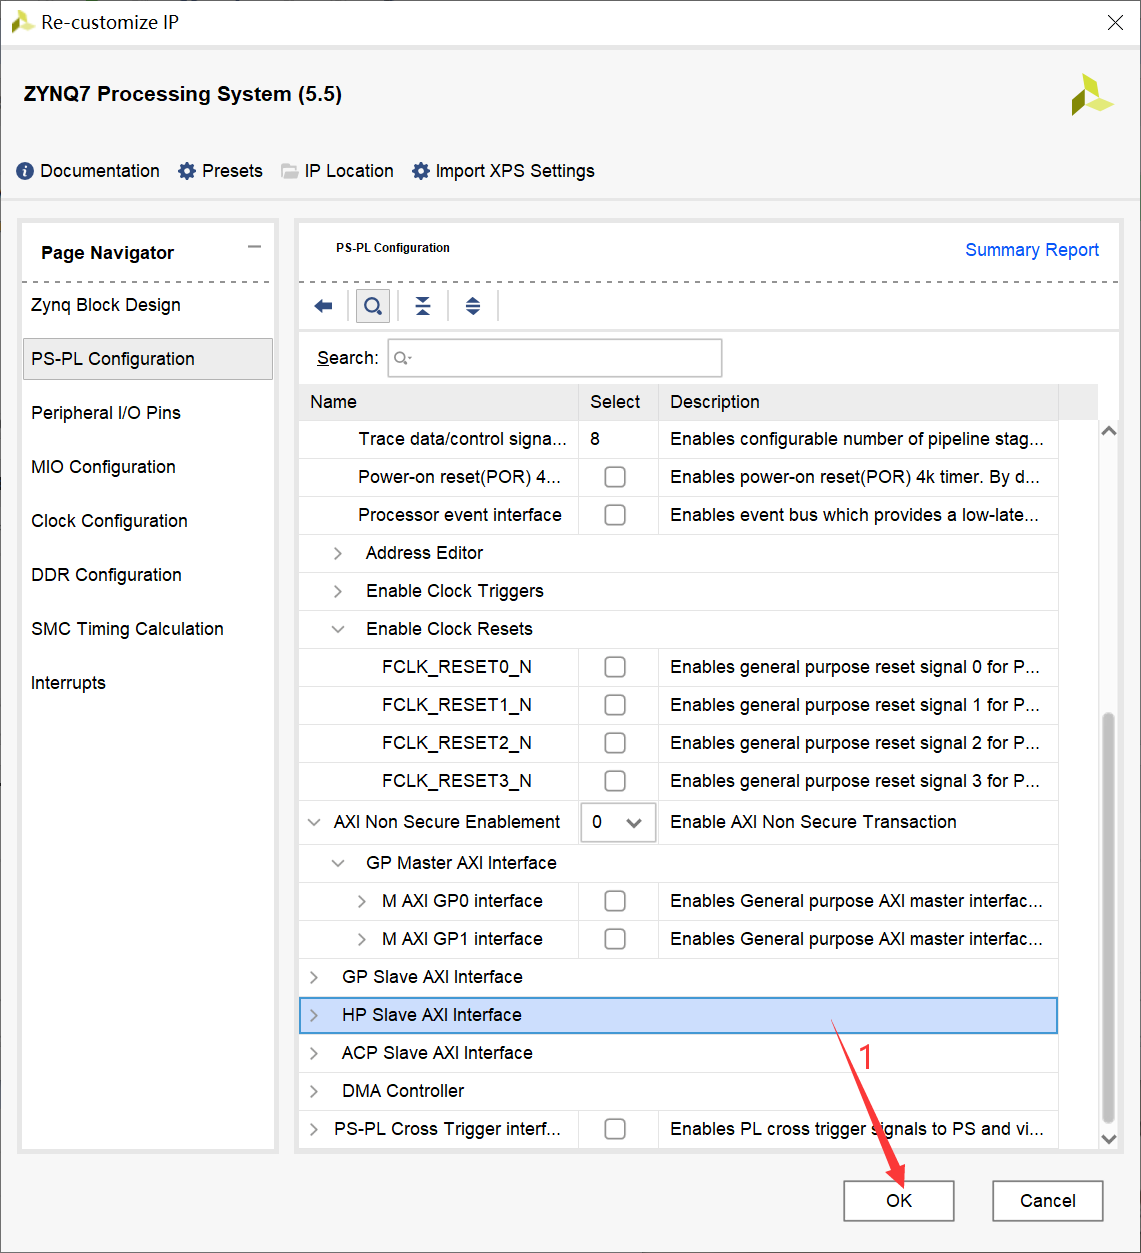 Re-customize IP
ZYNQ7 Processing System (5.5)
Documentation Presets IP Location Import XPS Settings
Page Navigator
Zynq Block Design
PS-PL Configuration
Peripheral I/O Pins
MIO Configuration
Clock Configuration
DDR Configuration
SMC Timing Calculation
Interrupts
PS-PL Configuration
Summary Report
Search:
Name Select Description
Trace data/control signa... 8 Enables configurable number of pipeline stag...
Power-on reset(POR) 4... Enables power-on reset(POR) 4k timer. By d...
Processor event interface Enables event bus which provides a low-late...
Address Editor
Enable Clock Triggers
Enable Clock Resets
FCLK_RESET0_N Enables general purpose reset signal 0 for P...
FCLK_RESET1_N Enables general purpose reset signal 1 for P...
FCLK_RESET2_N Enables general purpose reset signal 2 for P...
FCLK_RESET3_N Enables general purpose reset signal 3 for P...
AXI Non Secure Enablement 0 Enable AXI Non Secure Transaction
GP Master AXI Interface
M AXI GP0 interface Enables General purpose AXI master interfac...
M AXI GP1 interface Enables General purpose AXI master interfac...
GP Slave AXI Interface
HP Slave AXI Interface
ACP Slave AXI Interface
1
DMA Controller
PS-PL Cross Trigger interf... Enables PL cross trigger signals to PS and vi...
OK Cancel